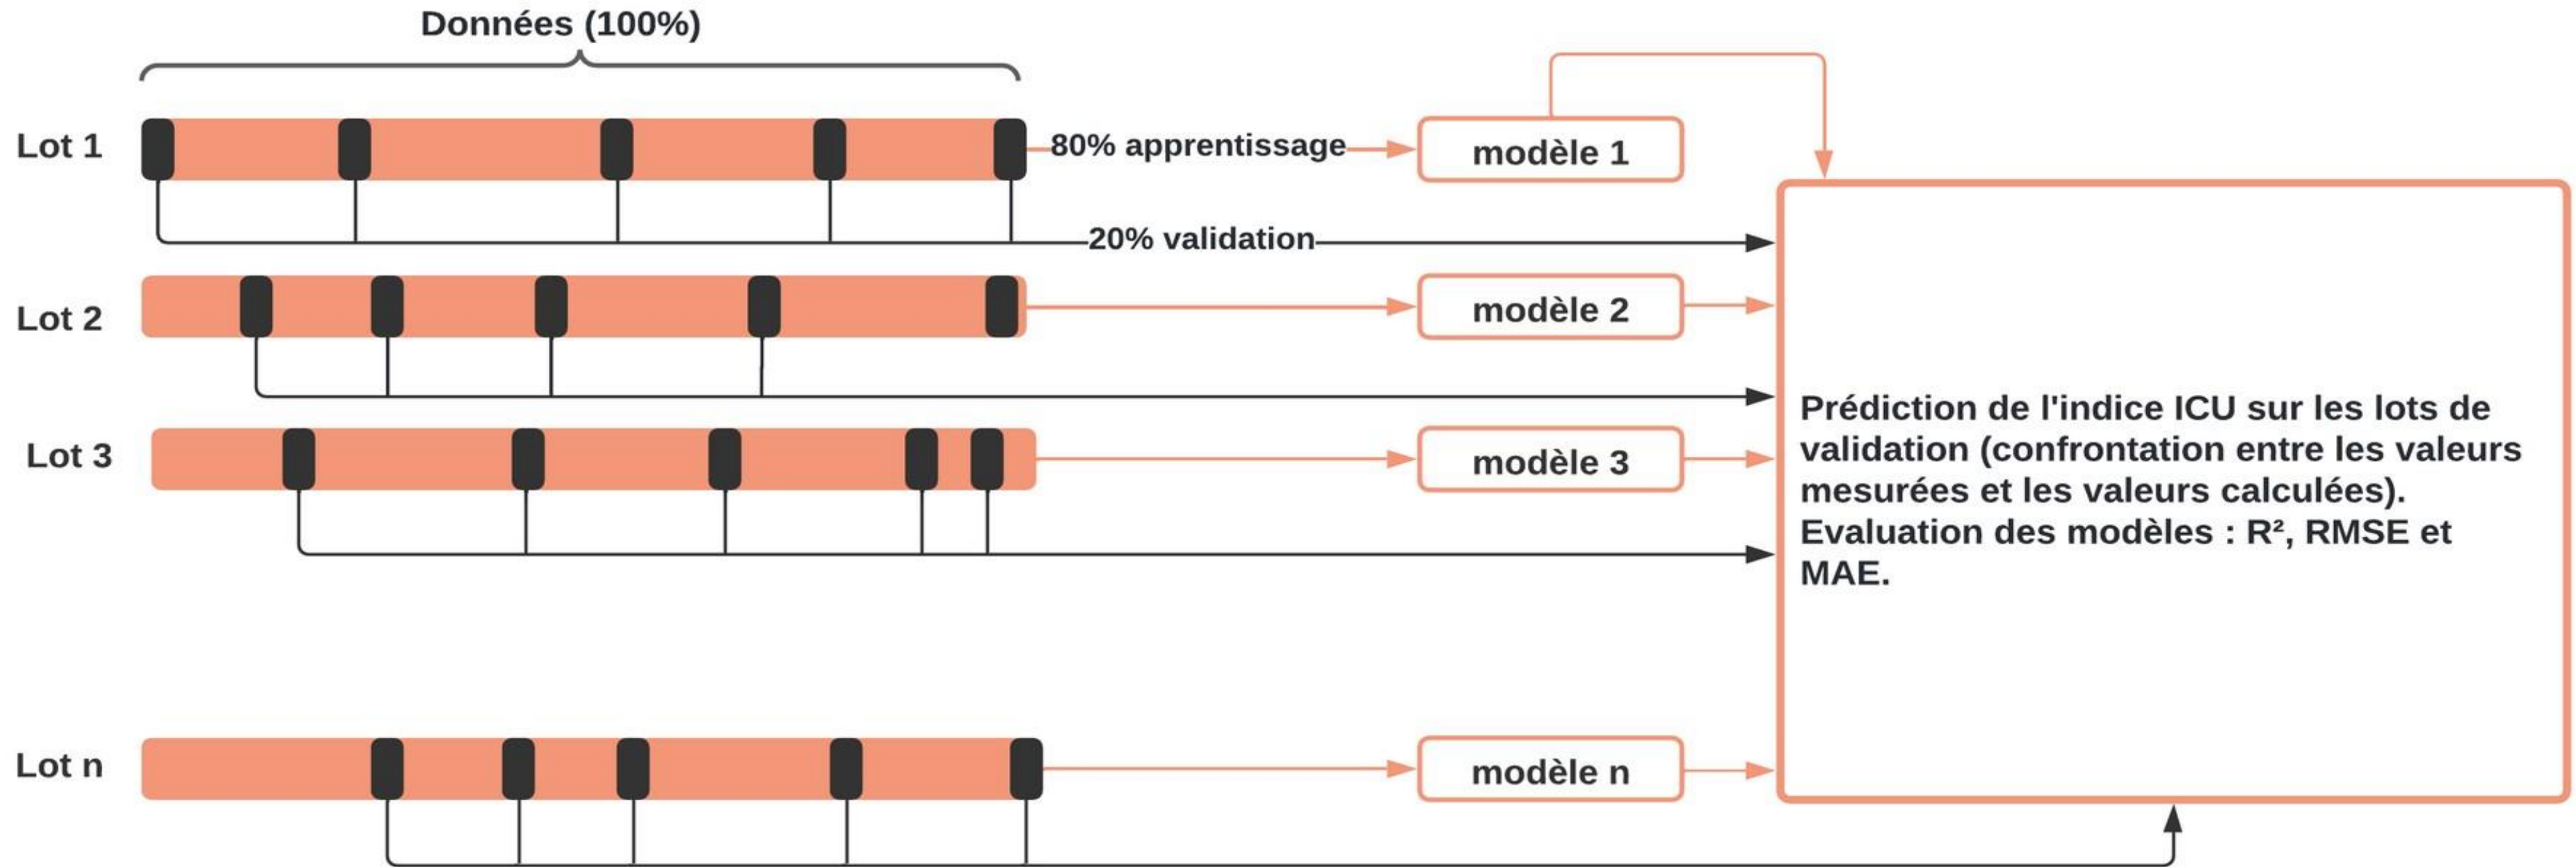 Données (100%)
Lot 1
80% apprentissage
modèle 1
20% validation
Lot 2
modèle 2
Lot 3
modèle 3
Prédiction de l'indice ICU sur les lots de
validation (confrontation entre les valeurs
mesurées et les valeurs calculées).
Evaluation des modèles : R², RMSE et
MAE.
Lot n
modèle n